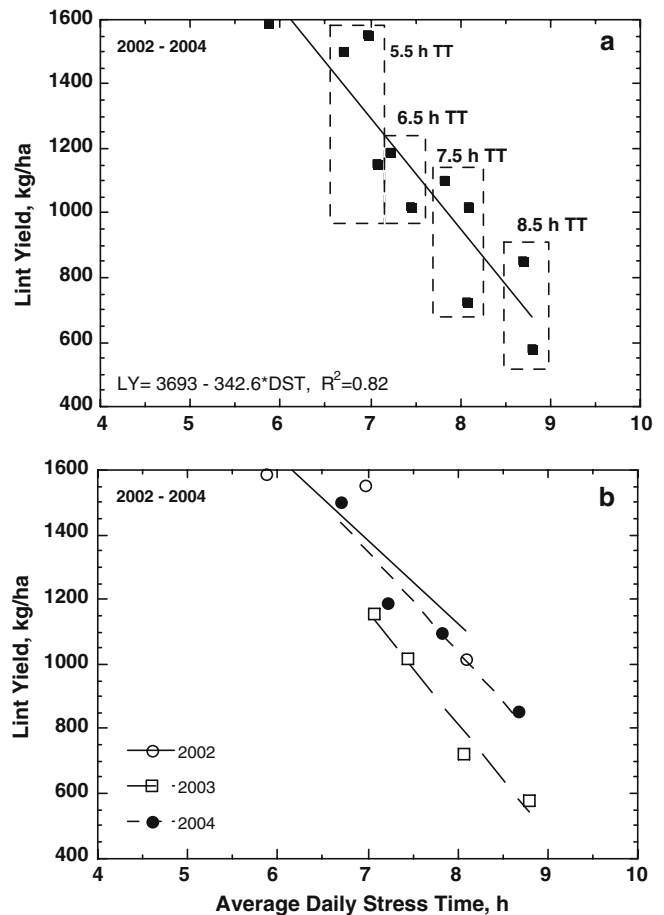 1600
1400
1200
1000
800
600
400
Lint Yield, kg/ha
2002 - 2004
a
5.5 h TT
6.5 h TT
7.5 h TT
8.5 h TT
LY= 3693 - 342.6*DST, R²=0.82
4 5 6 7 8 9 10
1600
1400
1200
1000
800
600
400
Lint Yield, kg/ha
2002 - 2004
b
2002
2003
2004
4 5 6 7 8 9 10
Average Daily Stress Time, h